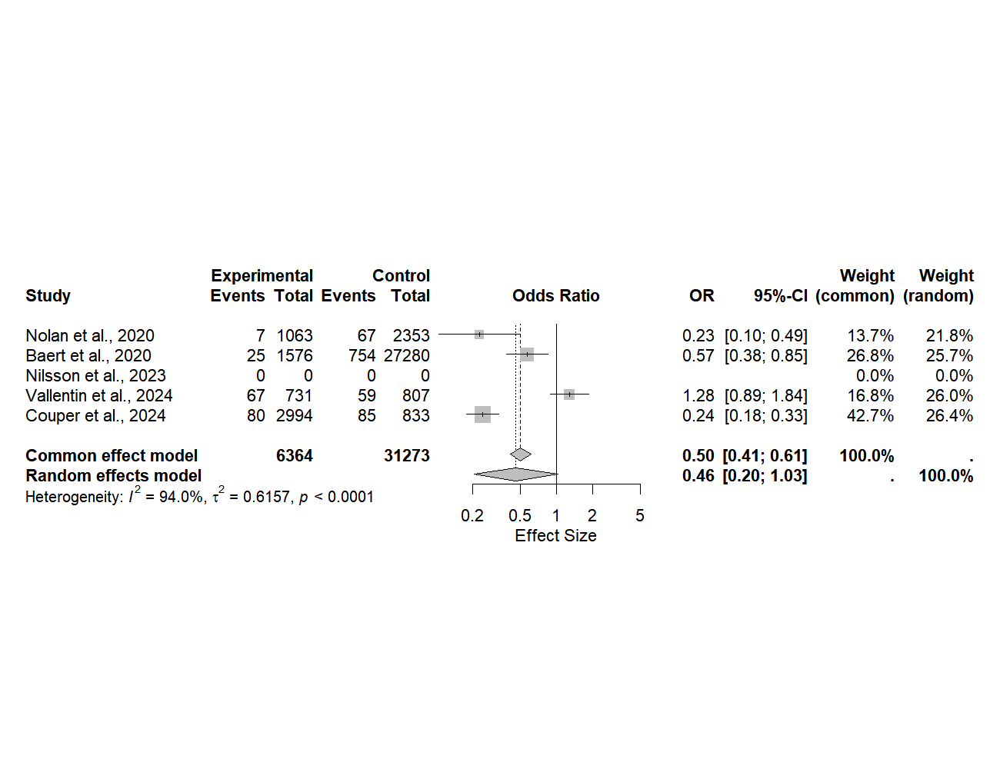 Experimental Control Weight Weight
Study Events Total Events Total Odds Ratio OR 95%-CI (common) (random)
Nolan et al., 2020 7 1063 67 2353 0.23 [0.10; 0.49] 13.7% 21.8%
Baert et al., 2020 25 1576 754 27280 0.57 [0.38; 0.85] 26.8% 25.7%
Nilsson et al., 2023 0 0 0 0 0.0% 0.0%
Vallentin et al., 2024 67 731 59 807 1.28 [0.89; 1.84] 16.8% 26.0%
Couper et al., 2024 80 2994 85 833 0.24 [0.18; 0.33] 42.7% 26.4%
Common effect model 6364 31273 0.50 [0.41; 0.61] 100.0% .
Random effects model 0.46 [0.20; 1.03] . 100.0%
Heterogeneity: I² = 94.0%, τ² = 0.6157, p < 0.0001
0.2 0.5 1 2 5
Effect Size